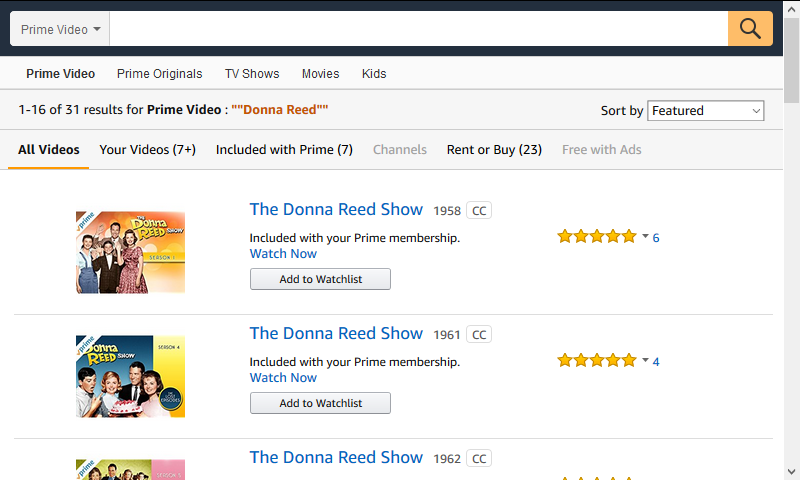 Prime Video
Prime Video Prime Originals TV Shows Movies Kids
1-16 of 31 results for Prime Video : ""Donna Reed""
Sort by Featured
All Videos Your Videos (7+) Included with Prime (7) Channels Rent or Buy (23) Free with Ads
prime
The Donna Reed SHOW
SEASON 1
The Donna Reed Show 1958 CC
Included with your Prime membership.
Watch Now
Add to Watchlist
6
prime
Donna Reed SHOW
SEASON 4
THE LOST EPISODES
The Donna Reed Show 1961 CC
Included with your Prime membership.
Watch Now
Add to Watchlist
4
prime
The Donna Reed Show 1962 CC